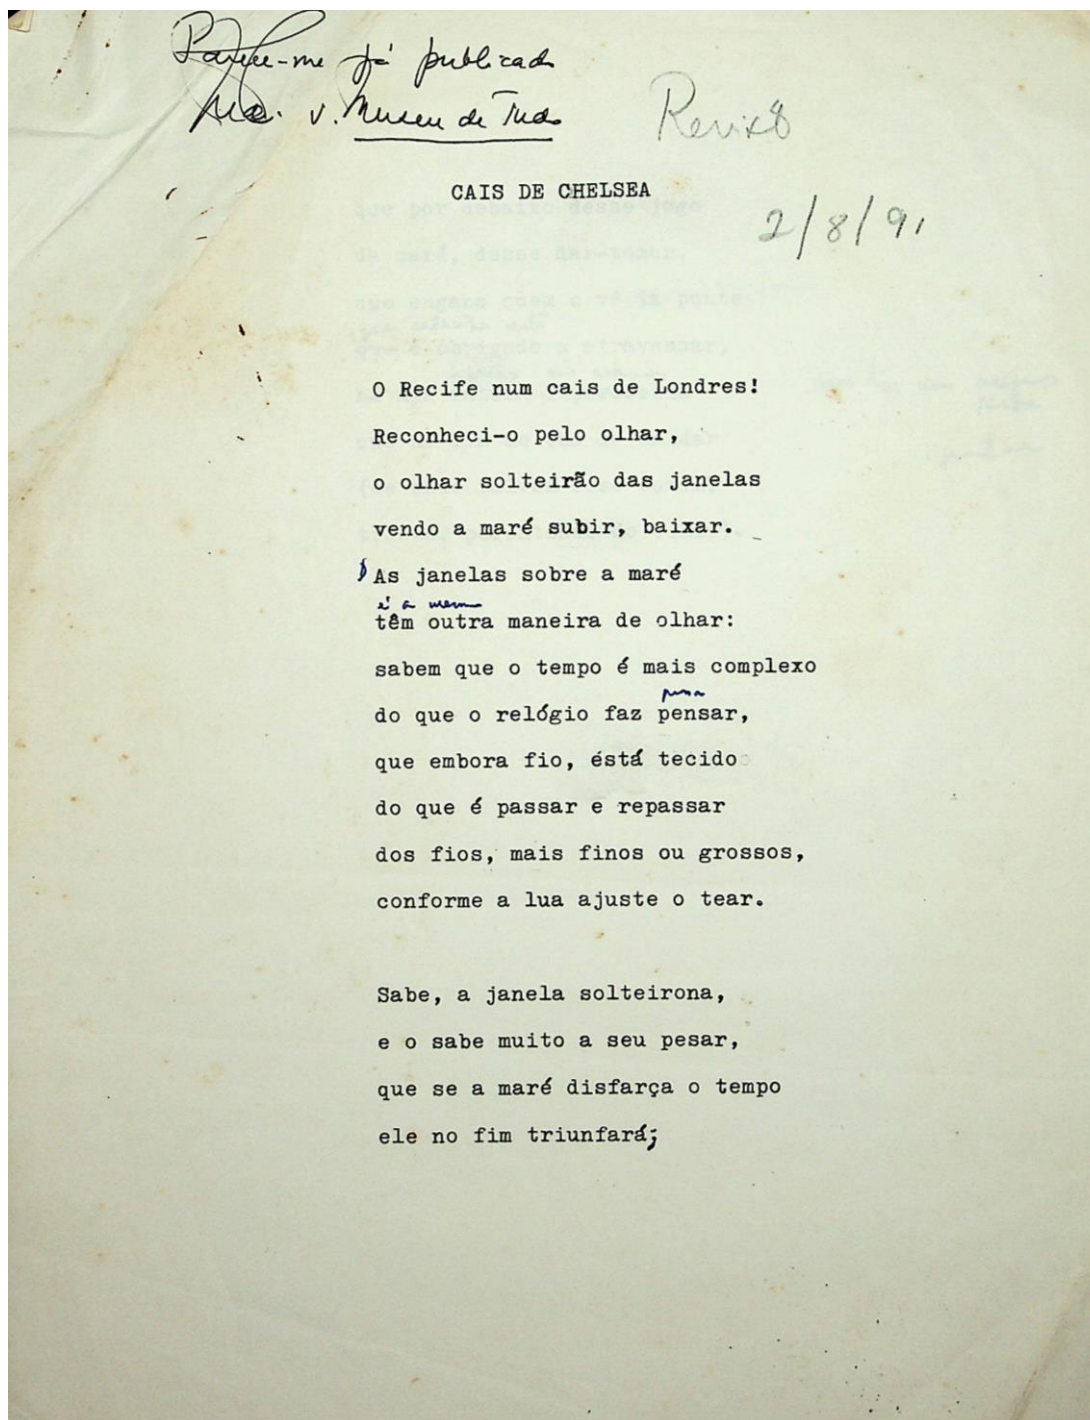 Parece-me já publicado
v. Museu de Tudo
Revisto
CAIS DE CHELSEA
2/8/91
O Recife num cais de Londres!
Reconheci-o pelo olhar,
o olhar solteirão das janelas
vendo a maré subir, baixar.
As janelas sobre a maré
é a mesma
têm outra maneira de olhar:
sabem que o tempo é mais complexo
do que o relógio faz pensar,
que embora fio, está tecido
do que é passar e repassar
dos fios, mais finos ou grossos,
conforme a lua ajuste o tear.
Sabe, a janela solteirona,
e o sabe muito a seu pesar,
que se a maré disfarça o tempo
ele no fim triunfará;